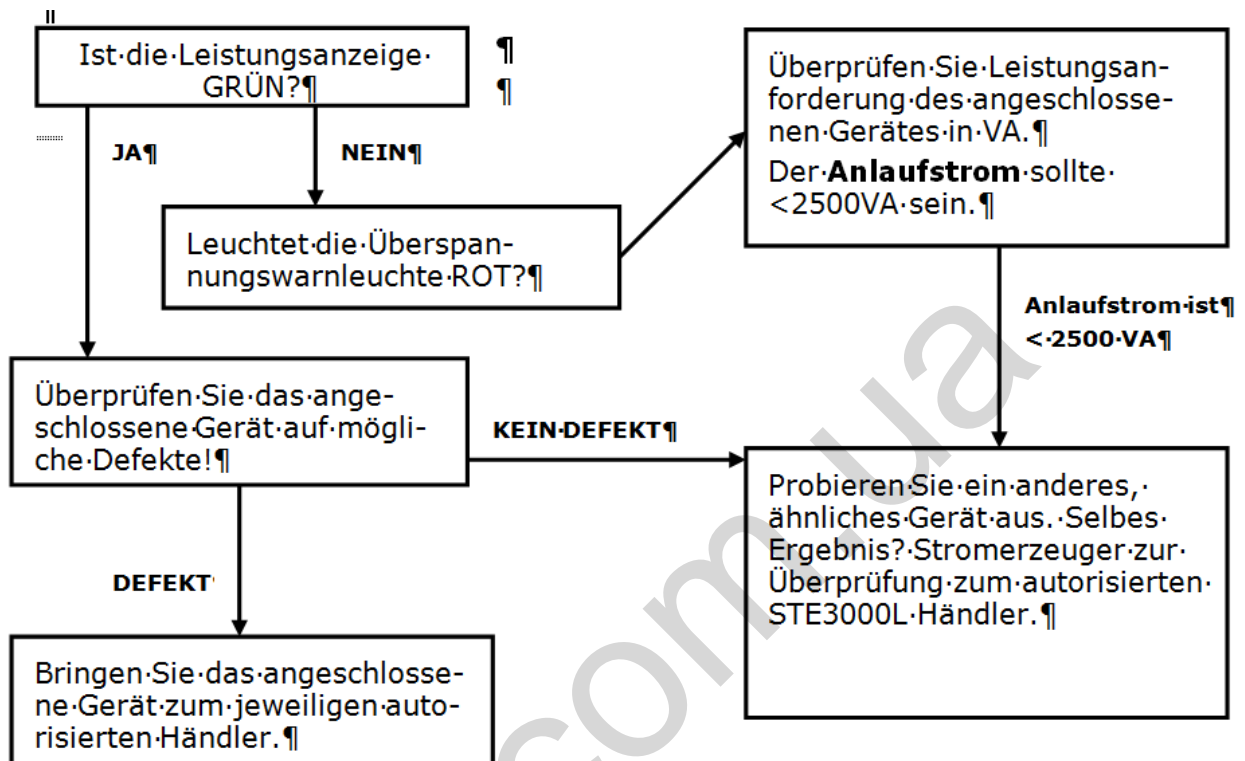 Ist·die·Leistungsanzeige·
GRÜN?¶
¶
¶
JA¶
NEIN¶
Leuchtet·die·Überspan-
nungswarnleuchte·ROT?¶
Überprüfen·Sie·Leistungsan-
forderung·des·angeschlosse-
nen·Gerätes·in·VA.¶
Der·Anlaufstrom·sollte·
<2500VA·sein.¶
Anlaufstrom·ist¶
<·2500·VA¶
Überprüfen·Sie·das·ange-
schlossene·Gerät·auf·mögli-
che·Defekte!¶
KEIN·DEFEKT¶
DEFEKT
Probieren·Sie·ein·anderes,·
ähnliches·Gerät·aus.·Selbes·
Ergebnis?·Stromerzeuger·zur·
Überprüfung·zum·autorisierten·
STE3000L·Händler.¶
Bringen·Sie·das·angeschlosse-
ne·Gerät·zum·jeweiligen·auto-
risierten·Händler.¶
com.ua